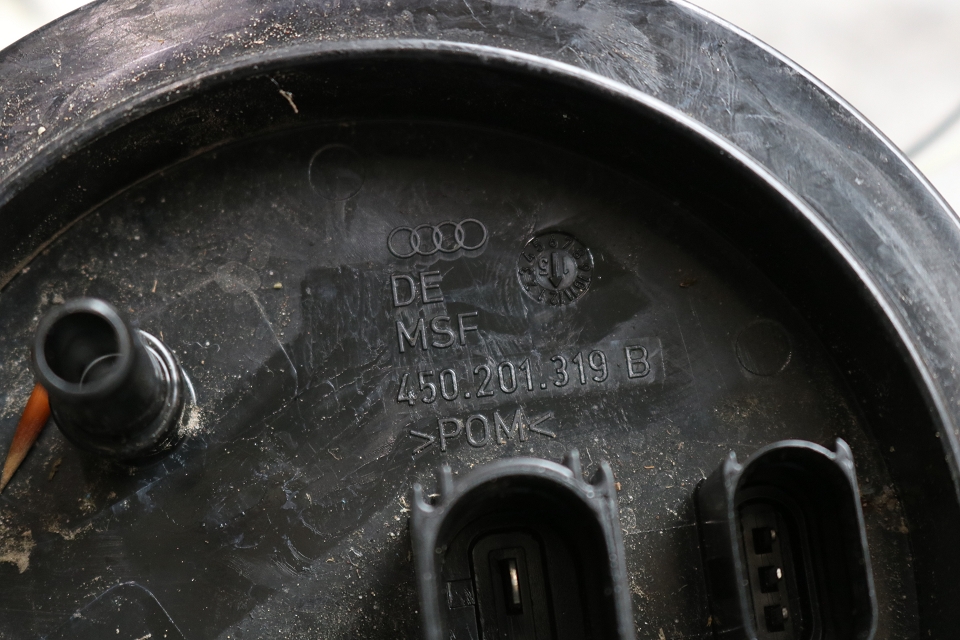 DE
MSF
450.201.319 B
>POM<